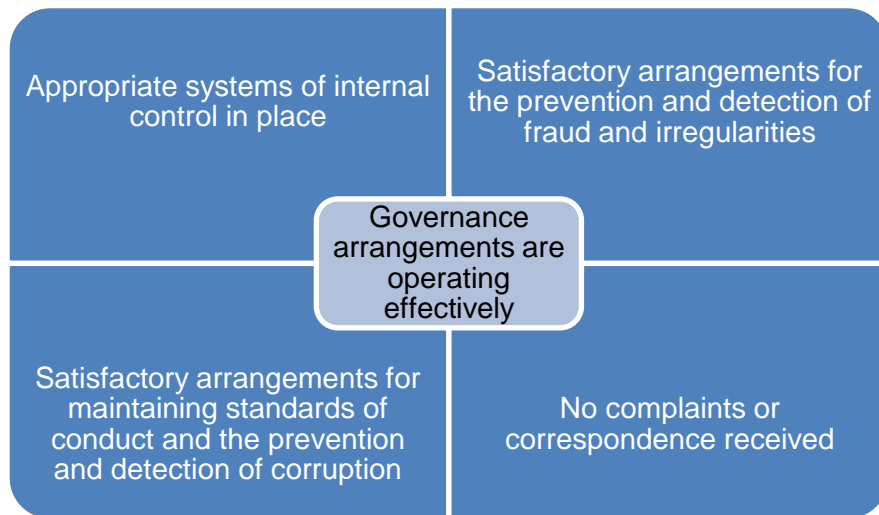 Appropriate systems of internal
control in place
Satisfactory arrangements for
the prevention and detection of
fraud and irregularities
Governance
arrangements are
operating
effectively
Satisfactory arrangements for
maintaining standards of
conduct and the prevention
and detection of corruption
No complaints or
correspondence received